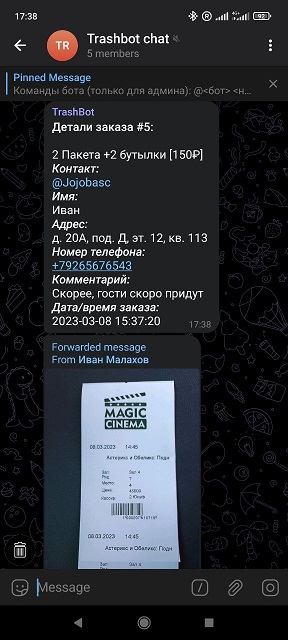 17:38
92
TR
Trashbot chat
5 members
Pinned Message
Команды бота (только для админа): @<бот> <н...
TrashBot
Детали заказа #5:
2 Пакета +2 бутылки [150₽]
Контакт:
@Jojobasc
Имя:
Иван
Адрес:
д. 20А, под. Д, эт. 12, кв. 113
Номер телефона:
+79265676543
Комментарий:
Скорее, гости скоро придут
Дата/время заказа:
2023-03-08 15:37:20
17:38
Forwarded message
From Иван Малахов
MAGIC
CINEMA
08.03.2023 14:45
Астерикс и Обеликс: Подн
Зал: Зал 4
Ряд: 7
Место: 4
Цена:
Кассир:
08.03.2023 14:45
Астерикс и Обеликс: Подн
Зал 4
Message